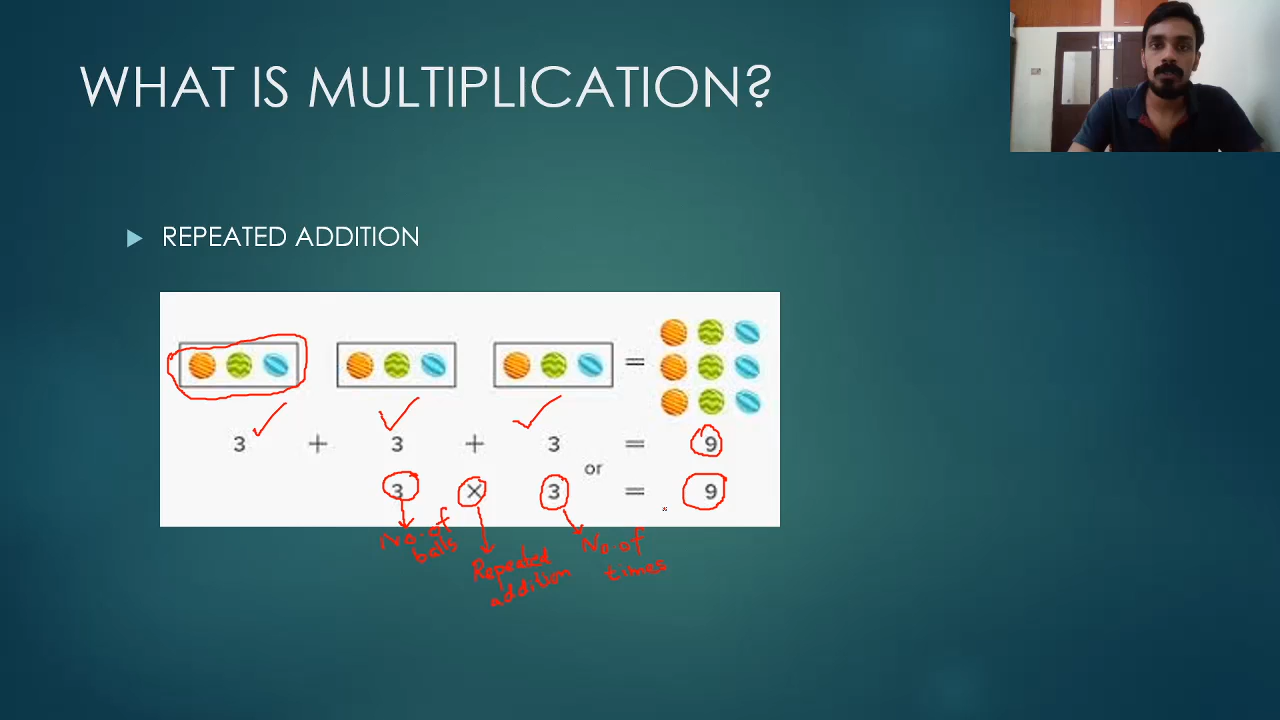 WHAT IS MULTIPLICATION?
REPEATED ADDITION
=
3 + 3 + 3 = 9
or
3 × 3 = 9
No. of
balls
Repeated
addition
No. of
times